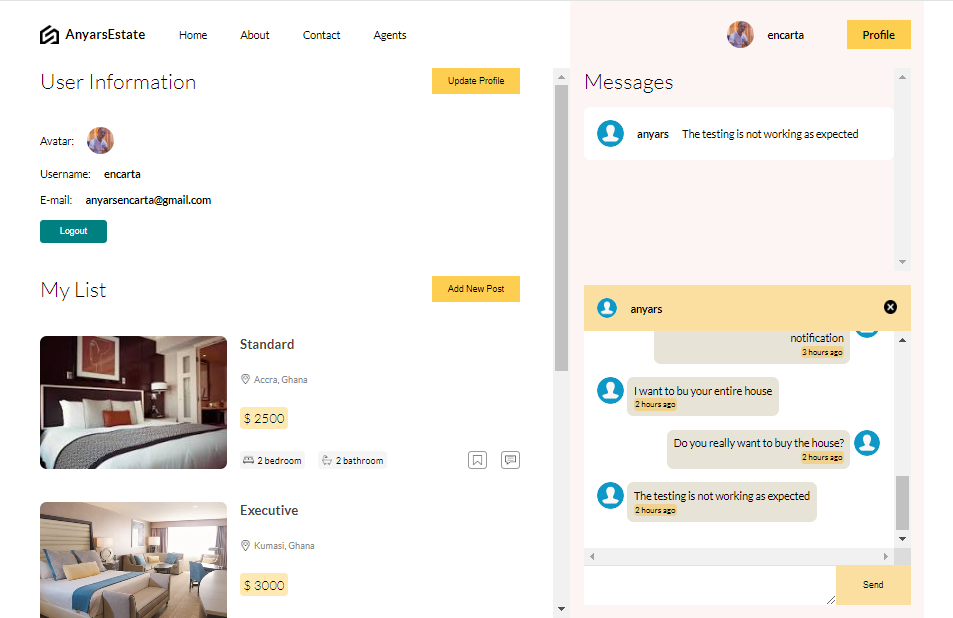 AnyarsEstate
Home
About
Contact
Agents
encarta
Profile
User Information
Update Profile
Avatar:
Username: encarta
E-mail: anyarsencarta@gmail.com
Logout
My List
Add New Post
Standard
Accra, Ghana
$ 2500
2 bedroom
2 bathroom
Executive
Kumasi, Ghana
$ 3000
Messages
anyars The testing is not working as expected
anyars
notification
3 hours ago
I want to bu your entire house
2 hours ago
Do you really want to buy the house?
2 hours ago
The testing is not working as expected
2 hours ago
Send